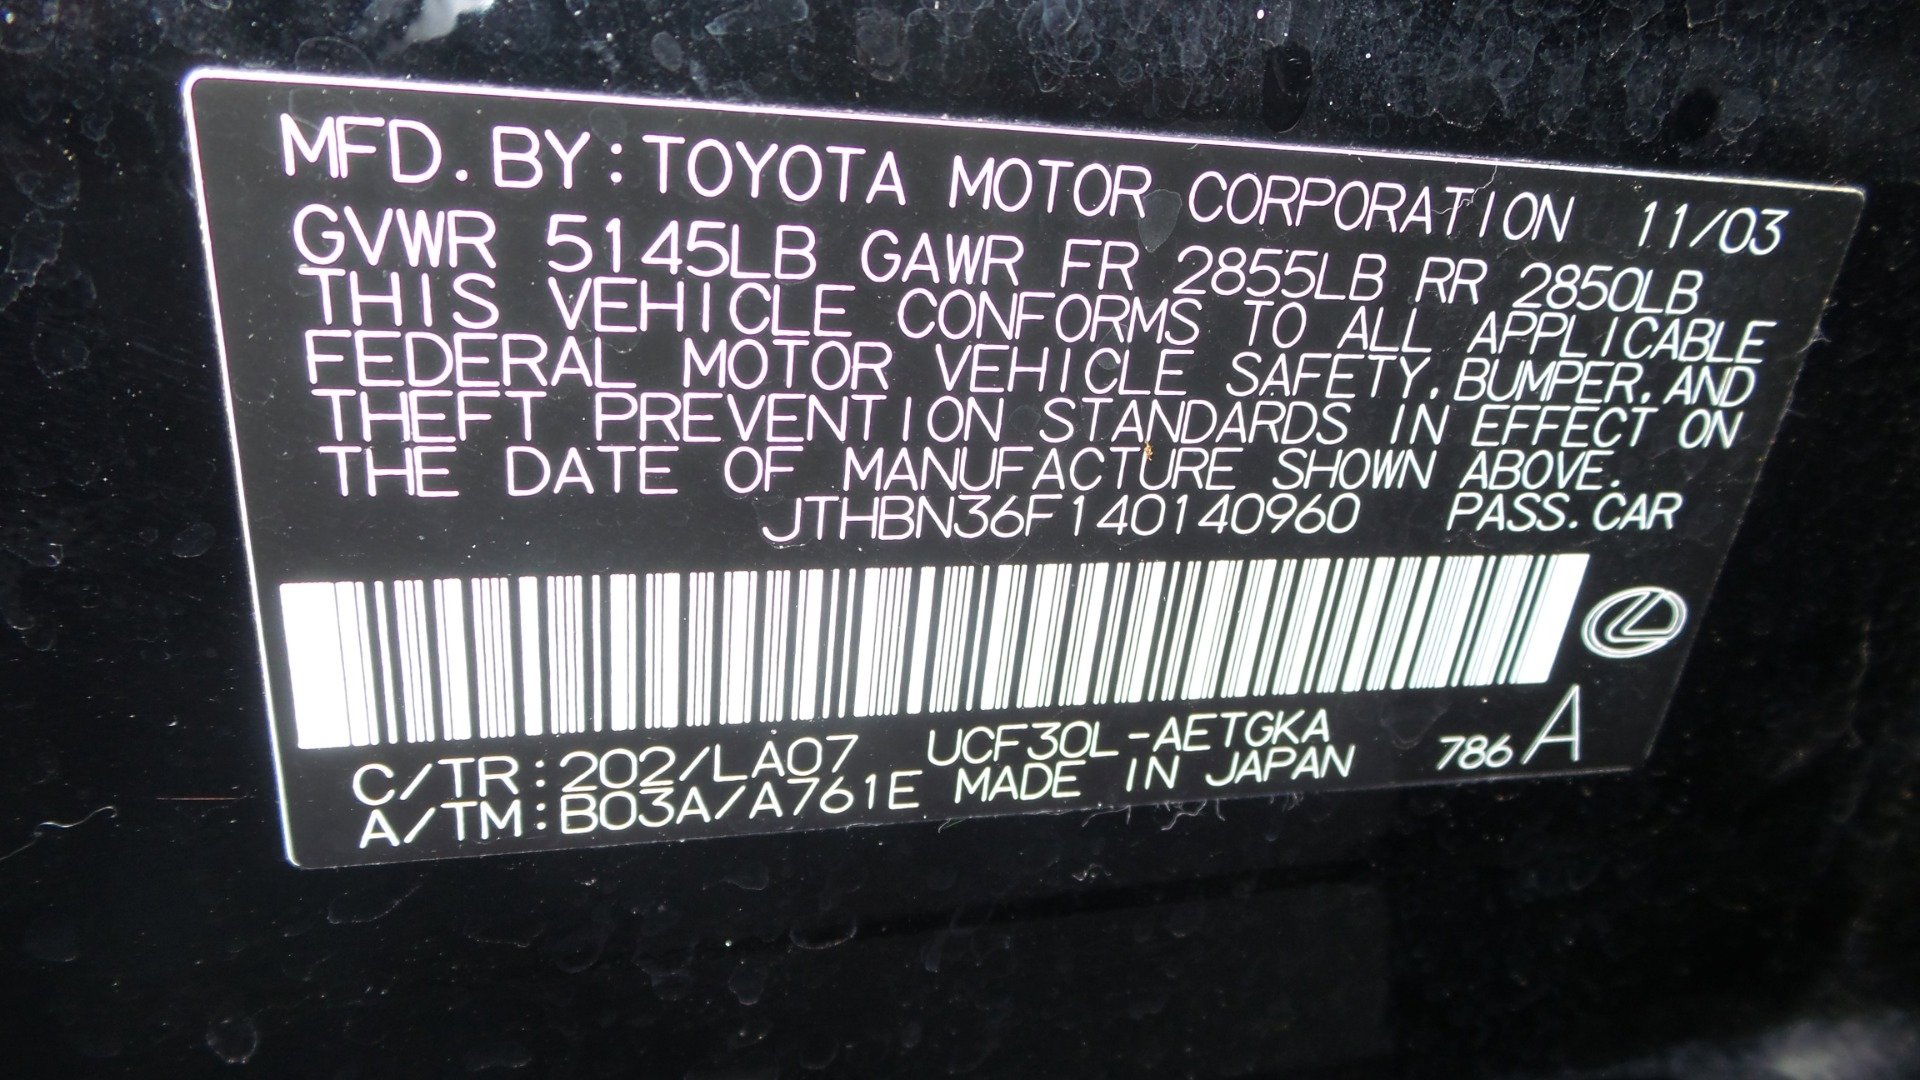 MFD. BY: TOYOTA MOTOR CORPORATION 11/03
GVWR 5145LB GAWR FR 2855LB RR 2850LB
THIS VEHICLE CONFORMS TO ALL APPLICABLE
FEDERAL MOTOR VEHICLE SAFETY, BUMPER, AND
THEFT PREVENTION STANDARDS IN EFFECT ON
THE DATE OF MANUFACTURE SHOWN ABOVE.
JTHBN36F140140960 PASS. CAR
C/TR: 202/LA07 UCF30L-AETGKA
A/TM: B03A/A761E MADE IN JAPAN 786 A